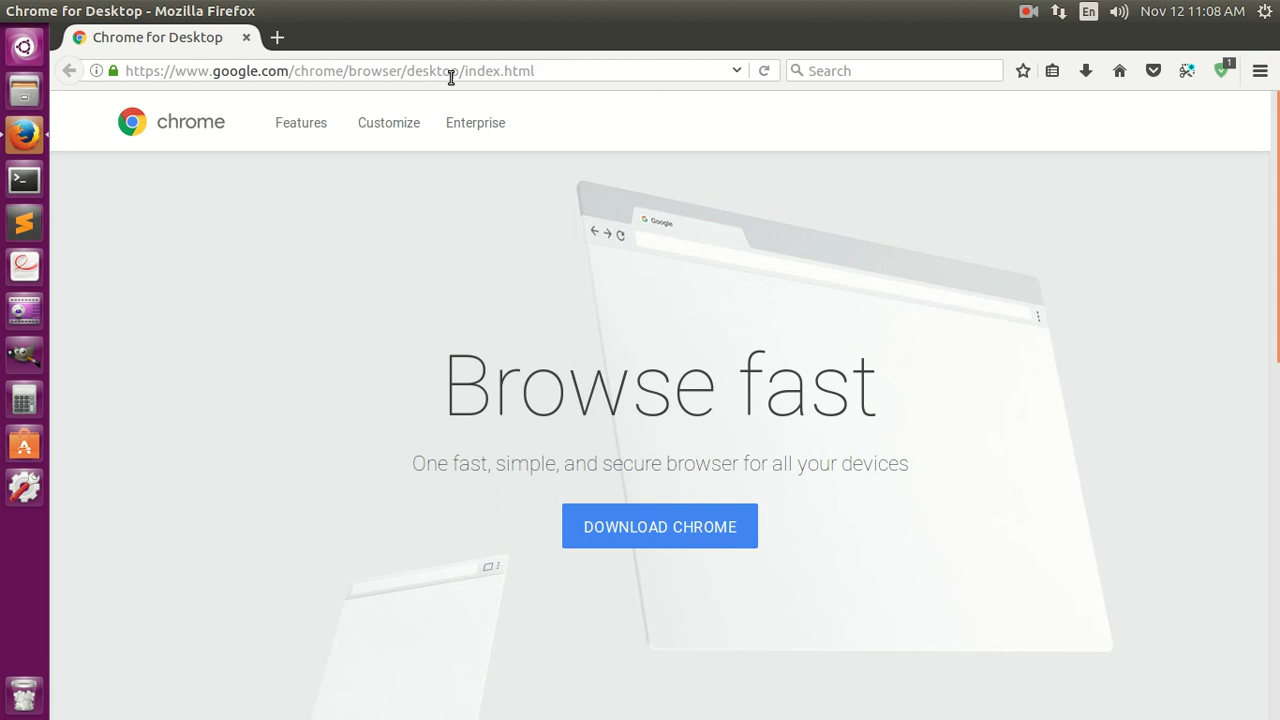 Chrome for Desktop - Mozilla Firefox
En
Nov 12 11:08 AM
Chrome for Desktop
https://www.google.com/chrome/browser/desktop/index.html
Search
1
chrome
Features
Customize
Enterprise
Google
Browse fast
One fast, simple, and secure browser for all your devices
DOWNLOAD CHROME